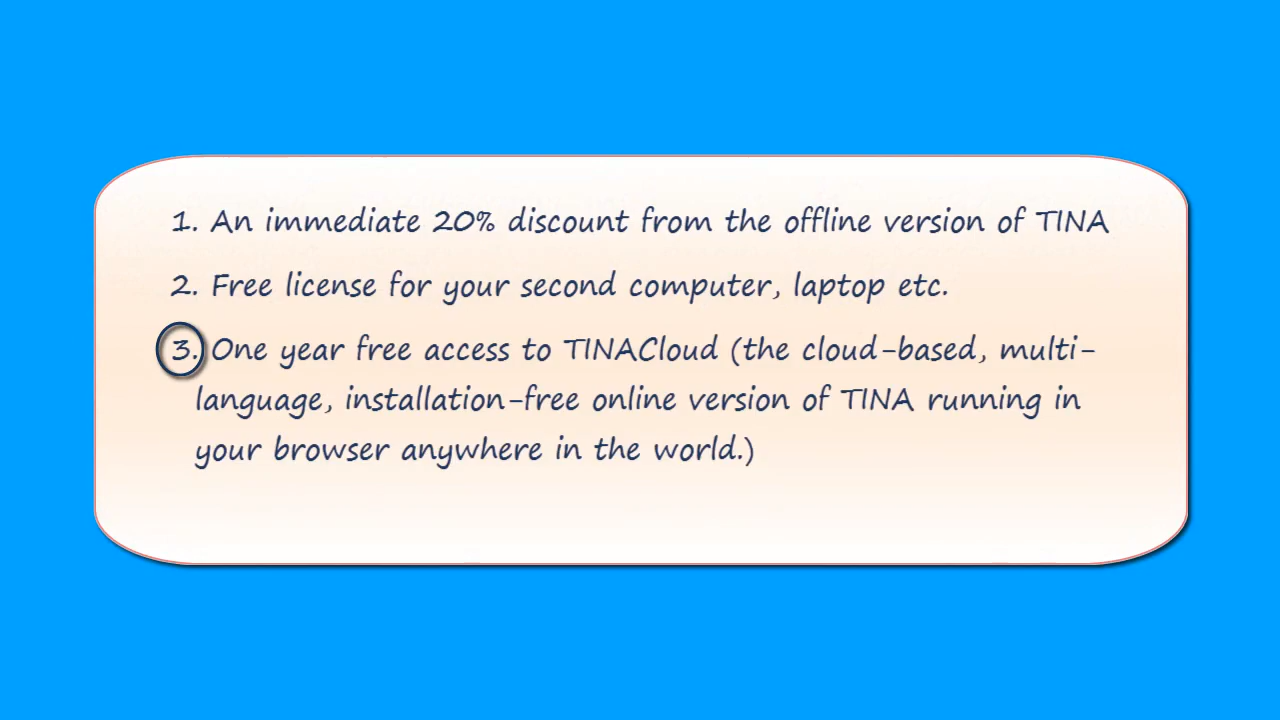 1. An immediate 20% discount from the offline version of TINA
2. Free license for your second computer, laptop etc.
3. One year free access to TINACloud (the cloud-based, multi-
language, installation-free online version of TINA running in
your browser anywhere in the world.)